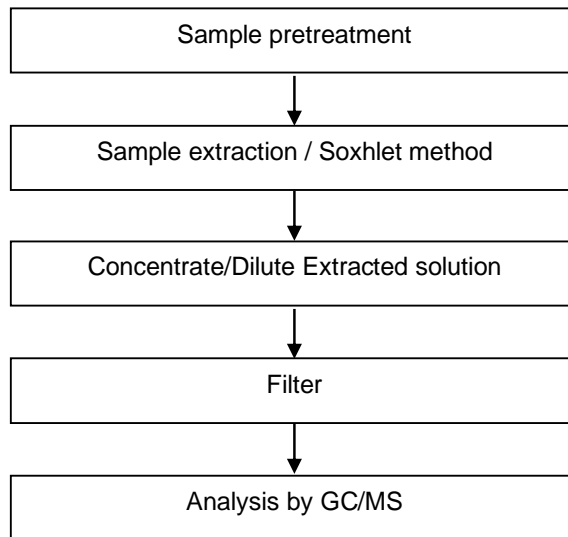 Sample pretreatment
Sample extraction / Soxhlet method
Concentrate/Dilute Extracted solution
Filter
Analysis by GC/MS